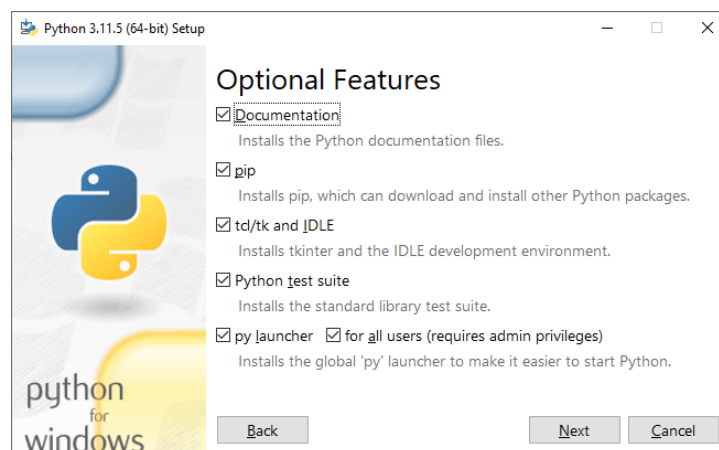 Python 3.11.5 (64-bit) Setup
Optional Features
Documentation
Installs the Python documentation files.
pip
Installs pip, which can download and install other Python packages.
tcl/tk and IDLE
Installs tkinter and the IDLE development environment.
Python test suite
Installs the standard library test suite.
py launcher for all users (requires admin privileges)
Installs the global 'py' launcher to make it easier to start Python.
python
for
windows
Back Next Cancel